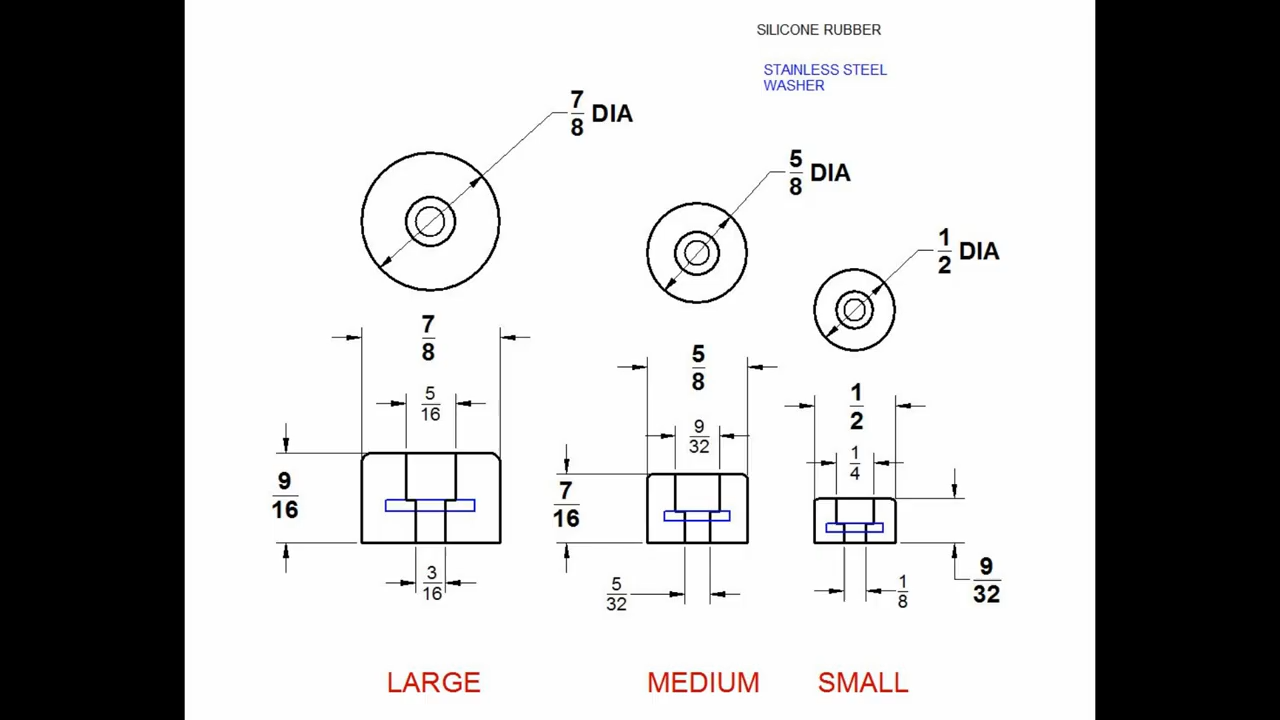 SILICONE RUBBER
STAINLESS STEEL
WASHER
7/8 DIA
5/8 DIA
1/2 DIA
7/8
5/8
1/2
5/16
9/32
1/4
9/16
7/16
9/32
3/16
5/32
1/8
LARGE
MEDIUM
SMALL